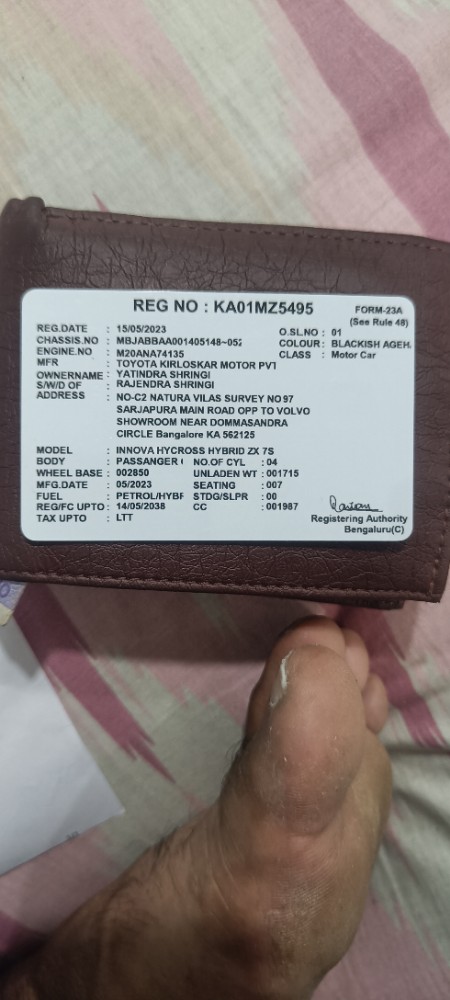 REG NO : KA01MZ5495
FORM-23A
(See Rule 48)
REG.DATE : 15/05/2023
O.SL.NO : 01
CHASSIS.NO : MBJABBAA001405148~052
COLOUR : BLACKISH AGEH.
ENGINE.NO : M20ANA74135
CLASS : Motor Car
MFR : TOYOTA KIRLOSKAR MOTOR PVT
OWNERNAME : YATINDRA SHRINGI
S/W/D OF : RAJENDRA SHRINGI
ADDRESS : NO-C2 NATURA VILAS SURVEY NO 97
SARJAPURA MAIN ROAD OPP TO VOLVO
SHOWROOM NEAR DOMMASANDRA
CIRCLE Bangalore KA 562125
MODEL : INNOVA HYCROSS HYBRID ZX 7S
BODY : PASSENGER ( NO.OF CYL : 04
WHEEL BASE : 002850 UNLADEN WT : 001715
MFG.DATE : 05/2023 SEATING : 007
FUEL : PETROL/HYBR STDG/SLPR : 00
REG/FC UPTO : 14/05/2038 CC : 001987
TAX UPTO : LTT
Registering Authority
Bengaluru(C)